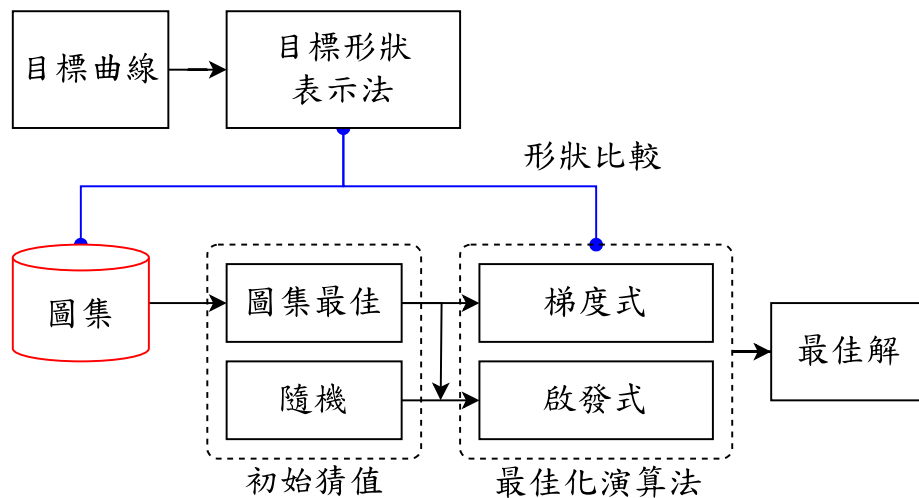 目標曲線
目標形狀
表示法
形狀比較
圖集
圖集最佳
隨機
初始猜值
梯度式
啟發式
最佳化演算法
最佳解